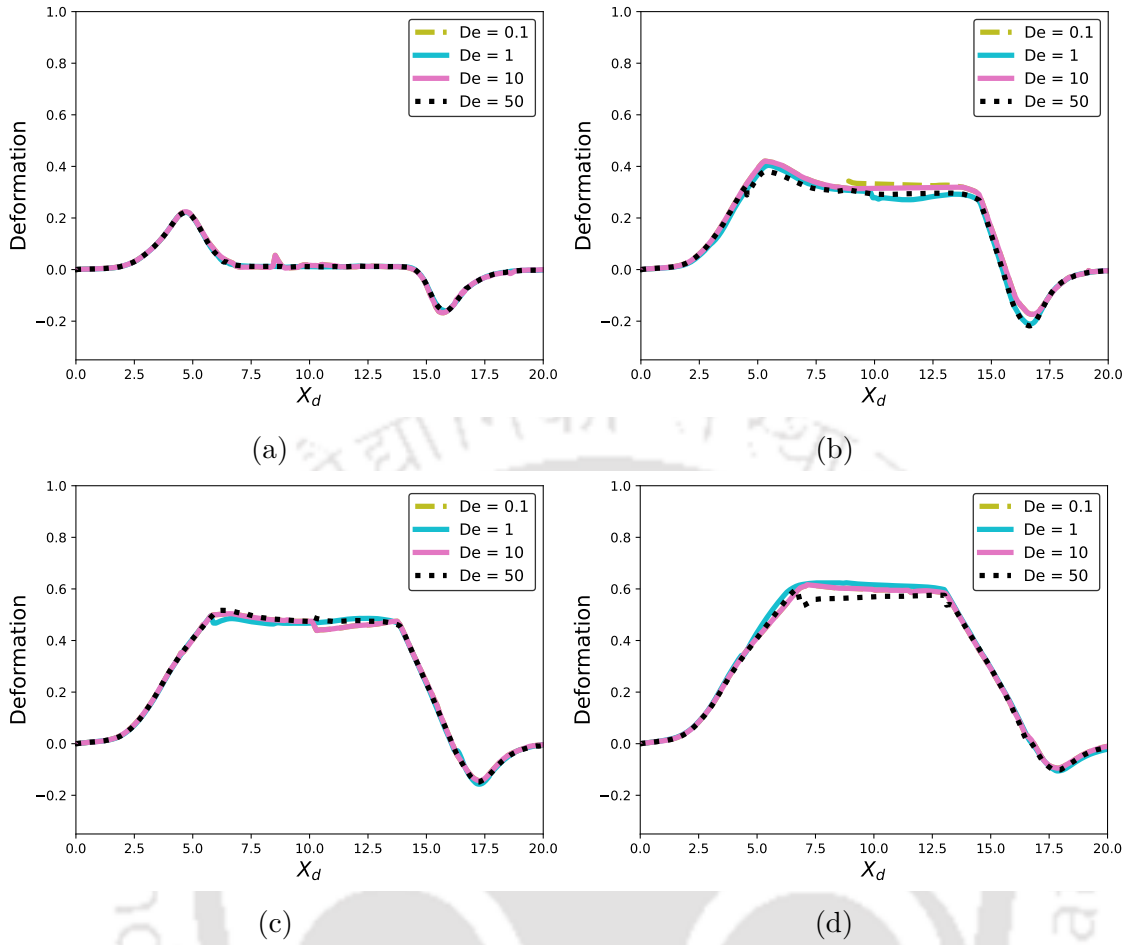 1.0
0.8
0.6
0.4
0.2
0.0
−0.2
Deformation
0.0 2.5 5.0 7.5 10.0 12.5 15.0 17.5 20.0
X_d
De = 0.1
De = 1
De = 10
De = 50
(a)
1.0
0.8
0.6
0.4
0.2
0.0
−0.2
Deformation
0.0 2.5 5.0 7.5 10.0 12.5 15.0 17.5 20.0
X_d
De = 0.1
De = 1
De = 10
De = 50
(b)
1.0
0.8
0.6
0.4
0.2
0.0
−0.2
Deformation
0.0 2.5 5.0 7.5 10.0 12.5 15.0 17.5 20.0
X_d
De = 0.1
De = 1
De = 10
De = 50
(c)
1.0
0.8
0.6
0.4
0.2
0.0
−0.2
Deformation
0.0 2.5 5.0 7.5 10.0 12.5 15.0 17.5 20.0
X_d
De = 0.1
De = 1
De = 10
De = 50
(d)